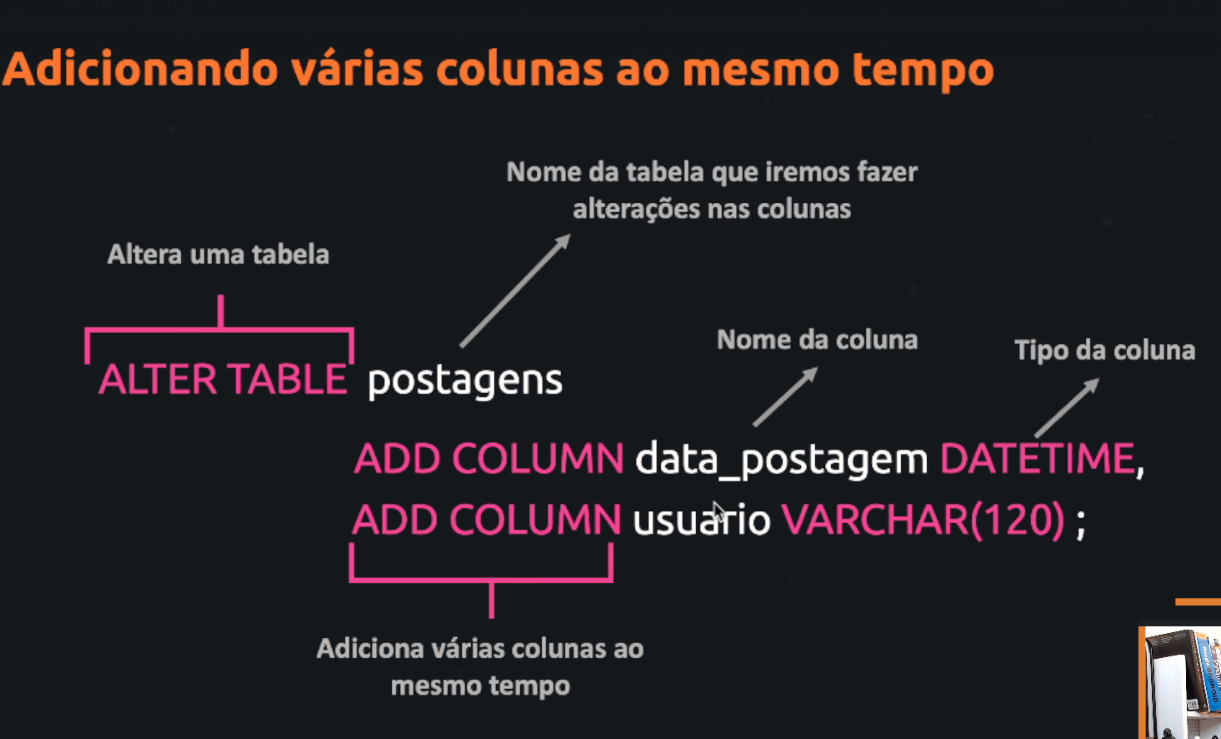 Adicionando várias colunas ao mesmo tempo
Nome da tabela que iremos fazer
alterações nas colunas
Altera uma tabela
Nome da coluna
Tipo da coluna
ALTER TABLE postagens
ADD COLUMN data_postagem DATETIME,
ADD COLUMN usuario VARCHAR(120) ;
Adiciona várias colunas ao
mesmo tempo